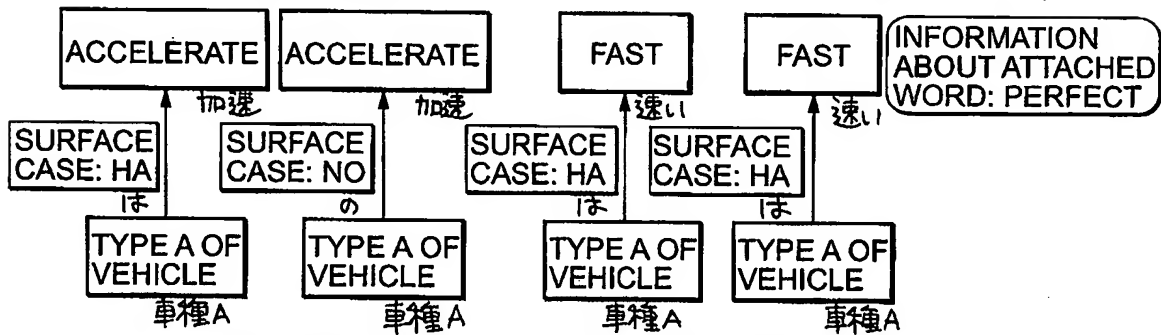 ACCELERATE
加速
SURFACE
CASE: HA
は
TYPE A OF
VEHICLE
車種A
ACCELERATE
加速
SURFACE
CASE: NO
の
TYPE A OF
VEHICLE
車種A
FAST
速い
SURFACE
CASE: HA
は
TYPE A OF
VEHICLE
車種A
FAST
速い
SURFACE
CASE: HA
は
TYPE A OF
VEHICLE
車種A
INFORMATION
ABOUT ATTACHED
WORD: PERFECT